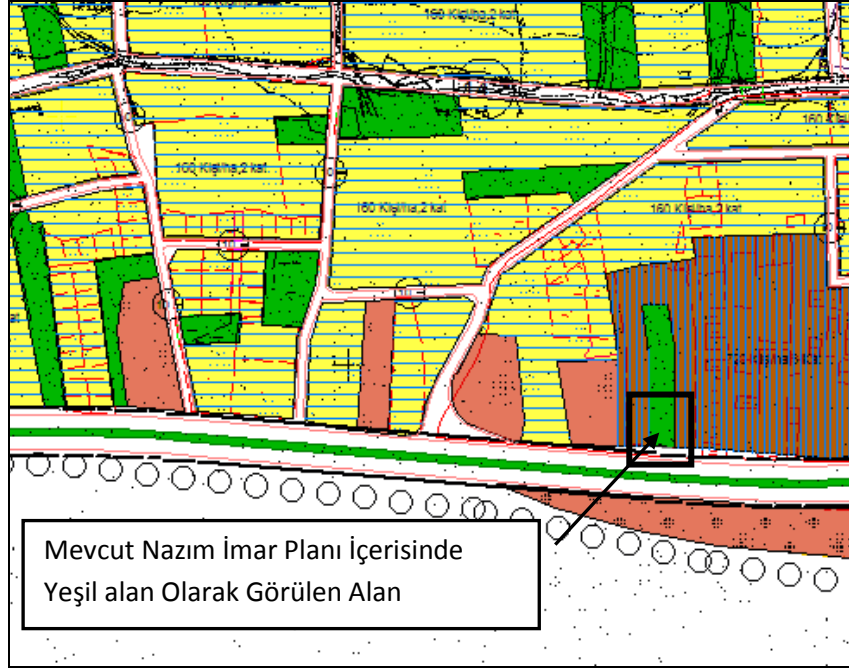 160 Kişi/ha,2 kat
160 Kişi/ha,2 kat
160 Kişi/ha,2 kat
160 Kişi/ha,2 kat
Mevcut Nazım İmar Planı İçerisinde
Yeşil alan Olarak Görülen Alan